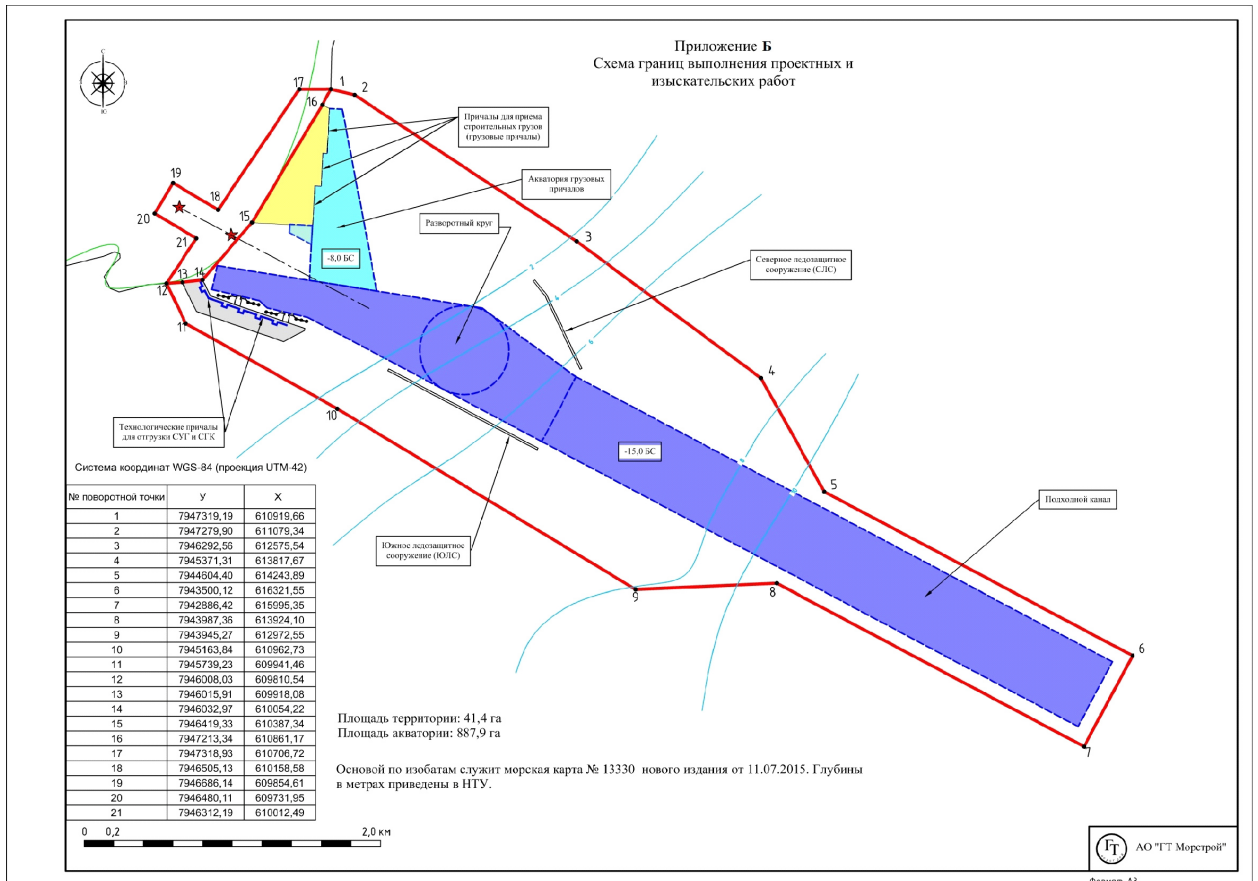 Приложение Б
Схема границ выполнения проектных и
изыскательских работ
С
Ю
17
1
2
16
Причалы для приема
строительных грузов
(грузовые причалы)
19
Акватория грузовых
причалов
18
20
15
Разворотный круг
21
3
-8,0 БС
Северное ледозащитное
сооружение (СЛС)
12
13
14
11
4
10
Технологические причалы
для отгрузки СУГ и СГК
-15,0 БС
5
Подходной канал
Южное ледозащитное
сооружение (ЮЛС)
9
8
6
7
Система координат WGS-84 (проекция UTM-42)
№ поворотной точки У Х
1 7947319,19 610919,66
2 7947279,90 611079,34
3 7946292,56 612575,54
4 7945371,31 613817,67
5 7944604,40 614243,89
6 7943500,12 616321,55
7 7942886,42 615995,35
8 7943987,36 613924,10
9 7943945,27 612972,55
10 7945163,84 610962,73
11 7945739,23 609941,46
12 7946008,03 609810,54
13 7946015,91 609918,08
14 7946032,97 610054,22
15 7946419,33 610387,34
16 7947213,34 610861,17
17 7947318,93 610706,72
18 7946505,13 610158,58
19 7946686,14 609854,61
20 7946480,11 609731,95
21 7946312,19 610012,49
0 0,2 2,0 км
Площадь территории: 41,4 га
Площадь акватории: 887,9 га
Основой по изобатам служит морская карта № 13330 нового издания от 11.07.2015. Глубины
в метрах приведены в НТУ.
ГТ
АО "ГТ Морстрой"
Формат А3